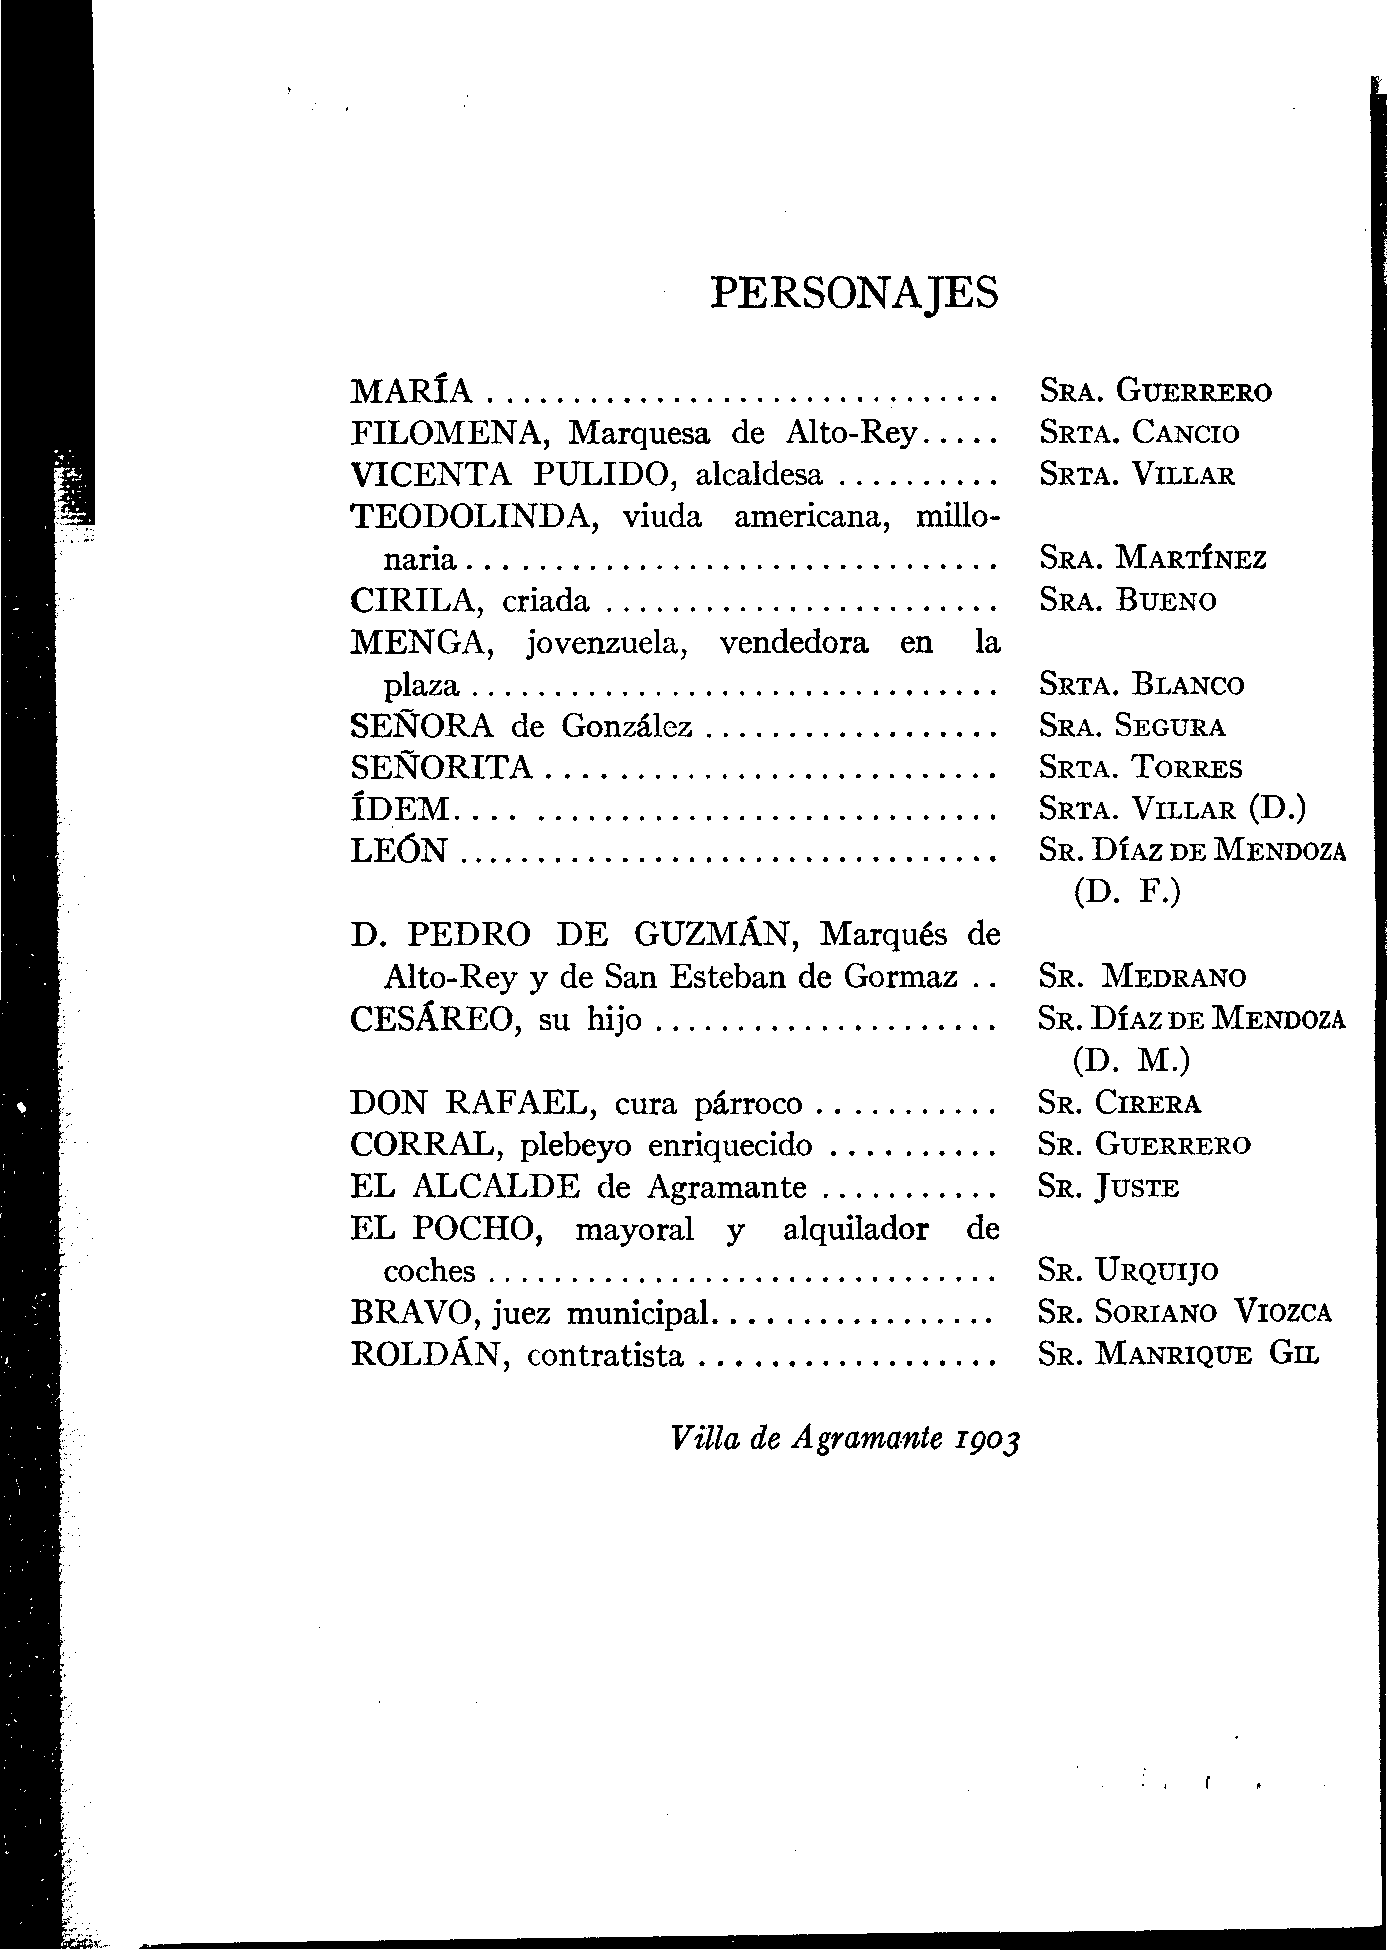 PERSONAJES
MARÍA ............................... SRA. GUERRERO
FILOMENA, Marquesa de Alto-Rey..... SRTA. CANCIO
VICENTA PULIDO, alcaldesa .......... SRTA. VILLAR
TEODOLINDA, viuda americana, millo-
naria................................ SRA. MARTÍNEZ
CIRILA, criada ........................ SRA. BUENO
MENGA, jovenzuela, vendedora en la
plaza ................................ SRTA. BLANCO
SEÑORA de González .................. SRA. SEGURA
SEÑORITA ............................ SRTA. TORRES
ÍDEM.... ............................ SRTA. VILLAR (D.)
LEÓN ................................. SR. DÍAZ DE MENDOZA
(D. F.)
D. PEDRO DE GUZMÁN, Marqués de
Alto-Rey y de San Esteban de Gormaz .. SR. MEDRANO
CESÁREO, su hijo ..................... SR. DÍAZ DE MENDOZA
(D. M.)
DON RAFAEL, cura párroco ........... SR. CIRERA
CORRAL, plebeyo enriquecido .......... SR. GUERRERO
EL ALCALDE de Agramante ........... SR. JUSTE
EL POCHO, mayoral y alquilador de
coches ............................... SR. URQUIJO
BRAVO, juez municipal................. SR. SORIANO VIOZCA
ROLDÁN, contratista .................. SR. MANRIQUE GIL
Villa de Agramante 1903